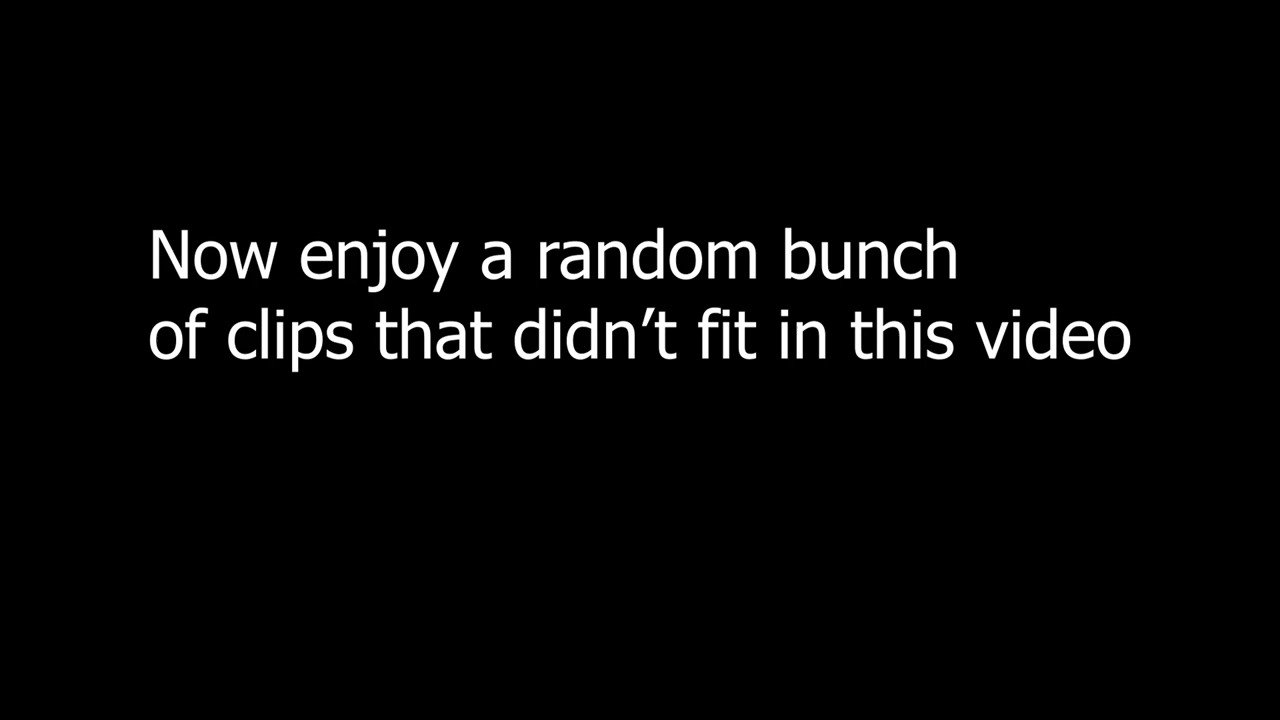 Now enjoy a random bunch
of clips that didn’t fit in this video